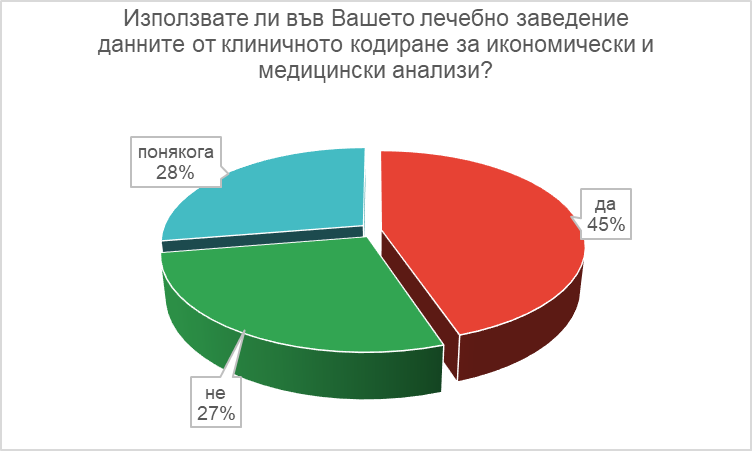 Използвате ли във Вашето лечебно заведение
данните от клиничното кодиране за икономически и
медицински анализи?
понякога
28%
да
45%
не
27%